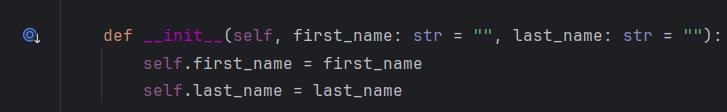 def __init__(self, first_name: str = "", last_name: str = ""):
self.first_name = first_name
self.last_name = last_name